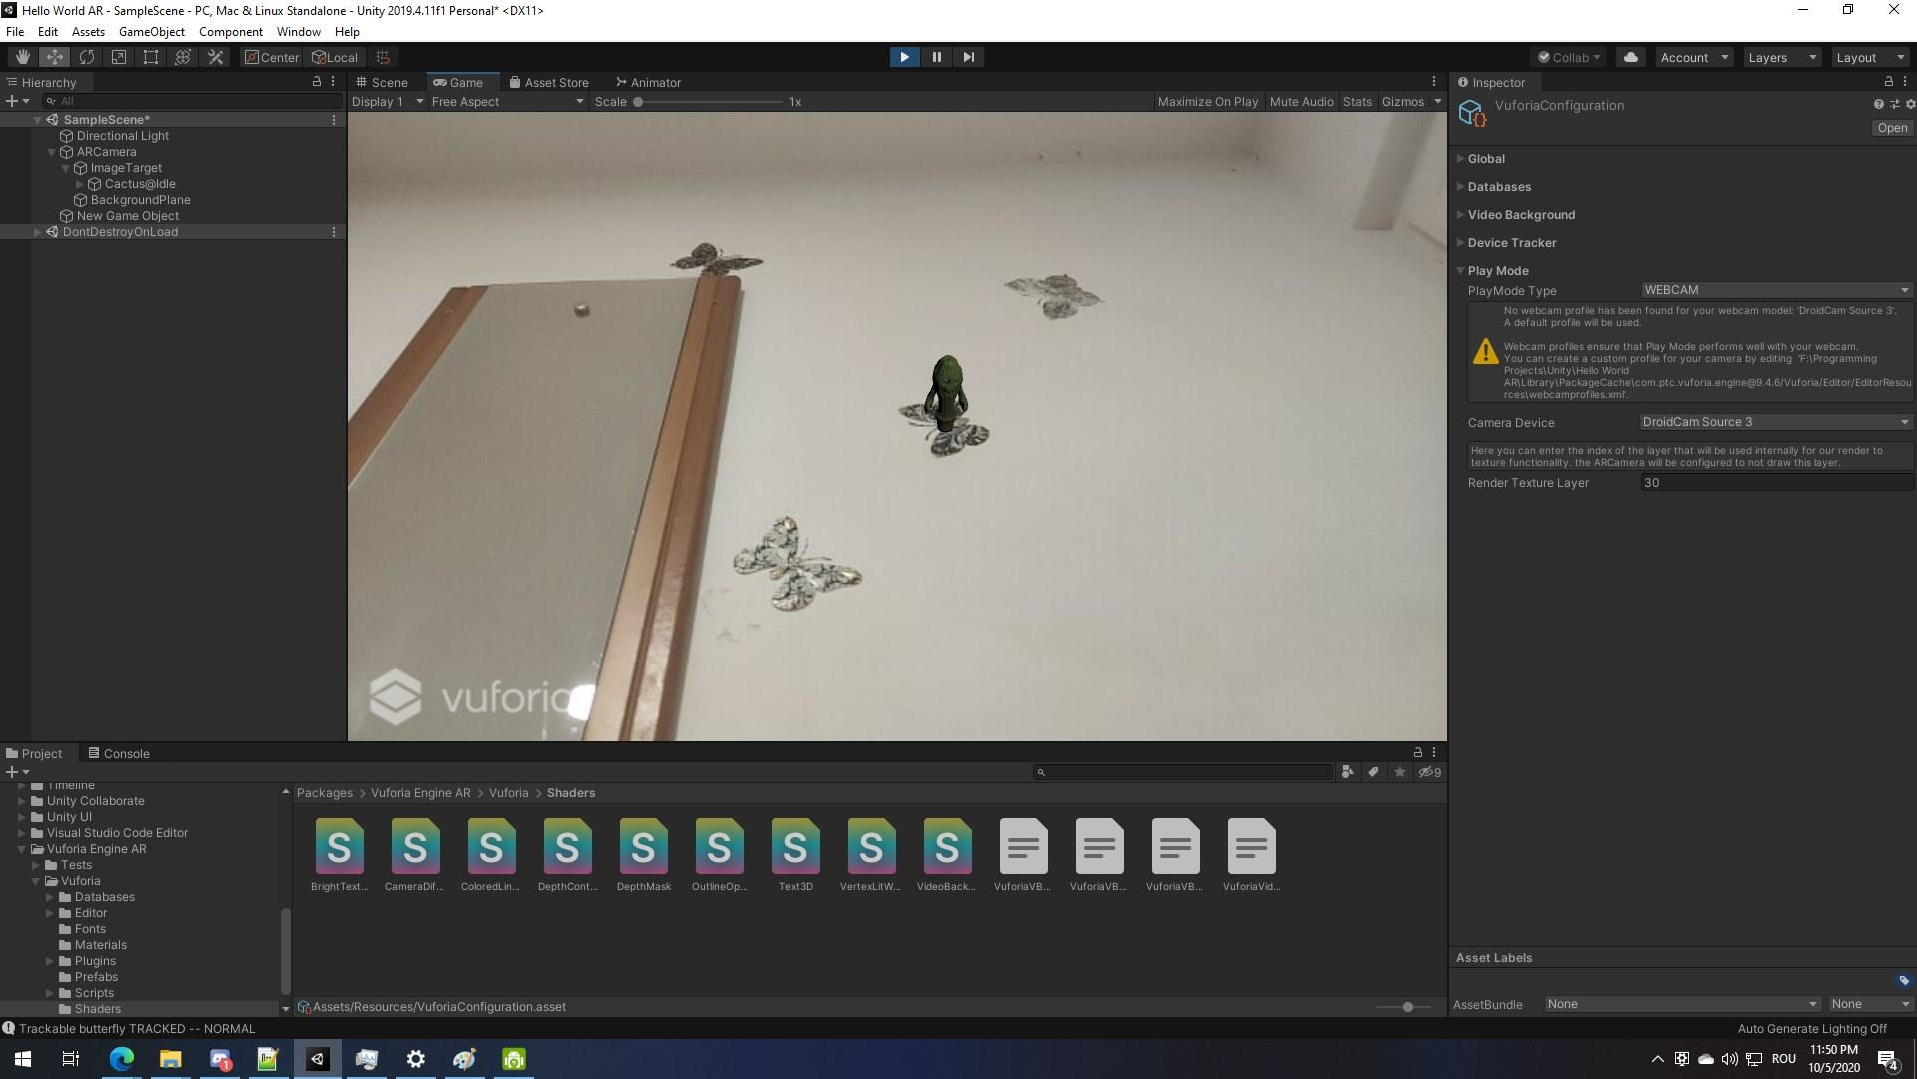 Hello World AR - SampleScene - PC, Mac & Linux Standalone - Unity 2019.4.11f1 Personal* <DX11>
File Edit Assets GameObject Component Window Help
Center Local Collab Account Layers Layout
Hierarchy
All
SampleScene*
Directional Light
ARCamera
ImageTarget
Cactus@Idle
BackgroundPlane
New Game Object
DontDestroyOnLoad
Scene Game Asset Store Animator
Display 1 Free Aspect Scale 1x Maximize On Play Mute Audio Stats Gizmos
vuforia
Inspector
VuforiaConfiguration
Open
Global
Databases
Video Background
Device Tracker
Play Mode
PlayMode Type WEBCAM
No webcam profile has been found for your webcam model: 'DroidCam Source 3'.
A default profile will be used.
Webcam profiles ensure that Play Mode performs well with your webcam.
You can create a custom profile for your camera by editing 'F:\Programming
Projects\Unity\Hello World
AR\Library\PackageCache\com.ptc.vuforia.engine@9.4.6/Vuforia/Editor/EditorResou
rces\webcamprofiles.xml'.
Camera Device DroidCam Source 3
Here you can enter the index of the layer that will be used internally for our render to
texture functionality. the ARCamera will be configured to not draw this layer.
Render Texture Layer 30
Project Console
9
Timeline
Unity Collaborate
Unity UI
Visual Studio Code Editor
Vuforia Engine AR
Tests
Vuforia
Databases
Editor
Fonts
Materials
Plugins
Prefabs
Scripts
Shaders
Packages > Vuforia Engine AR > Vuforia > Shaders
S S S S S S S S S
BrightText... CameraDif... ColoredLin... DepthCont... DepthMask OutlineOp... Text3D VertexLitW... VideoBack... VuforiaVB... VuforiaVB... VuforiaVB... VuforiaVid...
Assets/Resources/VuforiaConfiguration.asset
Asset Labels
AssetBundle None None
Trackable butterfly TRACKED -- NORMAL
Auto Generate Lighting Off
1
ROU
11:50 PM
10/5/2020
4